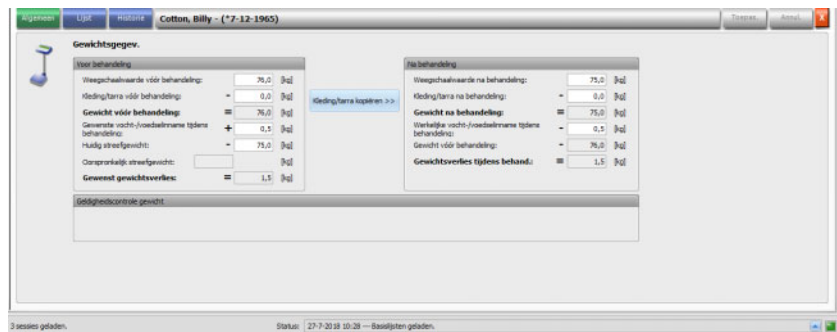 Algemeen Lijst Historie Cotton, Billy - (*7-12-1965) Toepas. Annul. X
Gewichtsgegev.
Voor behandeling
Weegschaalwaarde vóór behandeling: 76,0 [kg]
Kleding/tarra vóór behandeling: - 0,0 [kg]
Gewicht vóór behandeling: = 76,0 [kg]
Gewenste vocht-/voedselinname tijdens behandeling: + 0,5 [kg]
Huidig streefgewicht: - 75,0 [kg]
Oorspronkelijk streefgewicht: [kg]
Gewenst gewichtsverlies: = 1,5 [kg]
Kleding/tarra kopiëren >>
Na behandeling
Weegschaalwaarde na behandeling: 75,0 [kg]
Kleding/tarra na behandeling: - 0,0 [kg]
Gewicht na behandeling: = 75,0 [kg]
Werkelijke vocht-/voedselinname tijdens behandeling: - 0,5 [kg]
Gewicht vóór behandeling: - 76,0 [kg]
Gewichtsverlies tijdens behand.: = 1,5 [kg]
Geldigheidscontrole gewicht
3 sessies geladen. Status: 27-7-2018 10:28 --- Basislijsten geladen.